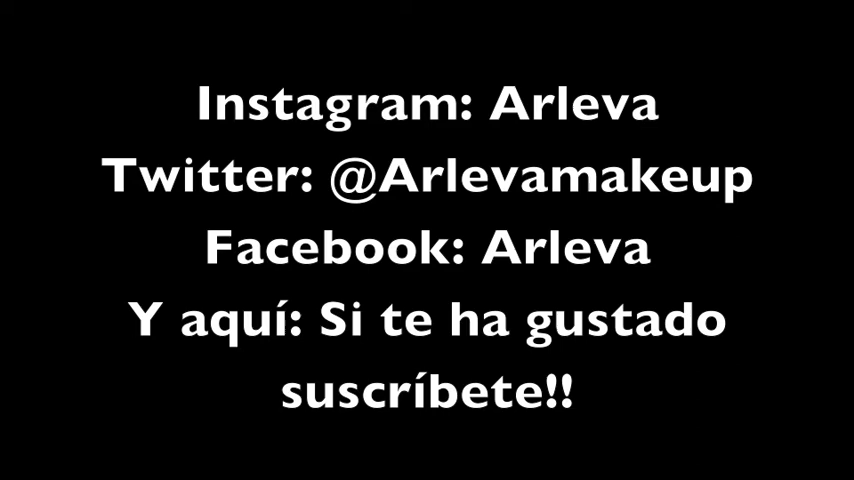 Instagram: Arleva
Twitter: @Arlevamakeup
Facebook: Arleva
Y aquí: Si te ha gustado
suscríbete!!